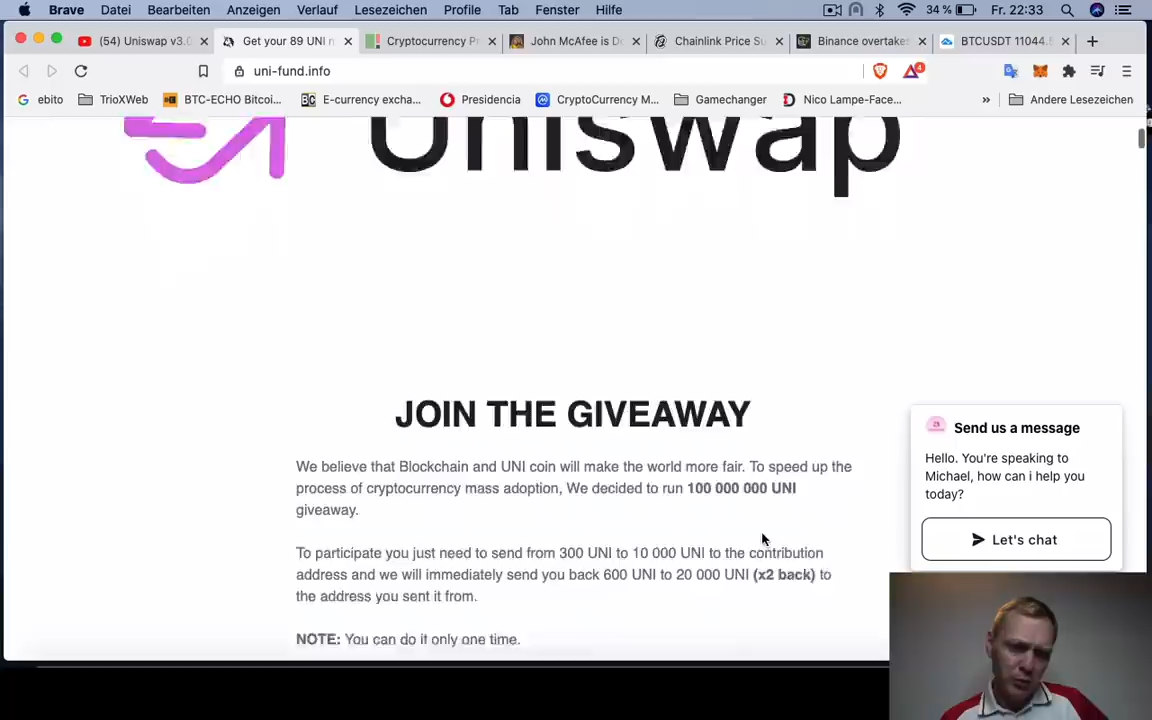 Brave Datei Bearbeiten Anzeigen Verlauf Lesezeichen Profile Tab Fenster Hilfe 34 % Fr. 22:33
(54) Uniswap v3.0 Get your 89 UNI Cryptocurrency P John McAfee is D Chainlink Price Su Binance overtakes BTCUSDT 11044.
uni-fund.info 4
ebito TrioXWeb BTC-ECHO Bitcoi... E-currency excha... Presidencia CryptoCurrency M... Gamechanger Nico Lampe-Face... » Andere Lesezeichen
Uniswap
JOIN THE GIVEAWAY
We believe that Blockchain and UNI coin will make the world more fair. To speed up the
process of cryptocurrency mass adoption, We decided to run 100 000 000 UNI
giveaway.
To participate you just need to send from 300 UNI to 10 000 UNI to the contribution
address and we will immediately send you back 600 UNI to 20 000 UNI (x2 back) to
the address you sent it from.
NOTE: You can do it only one time.
Send us a message
Hello. You're speaking to
Michael, how can i help you
today?
Let's chat